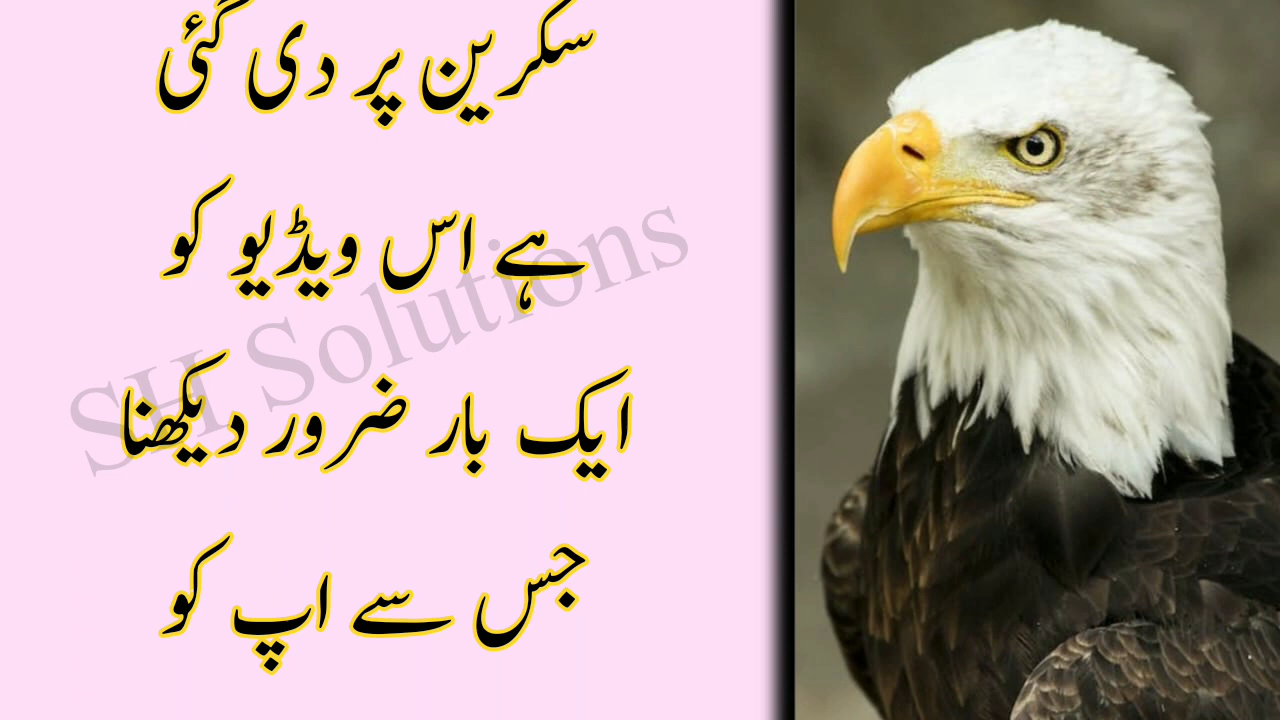 سکرین پر دی گئی
ہے اس ویڈیو کو
ایک بار ضرور دیکھنا
جس سے اپ کو
SH Solutions